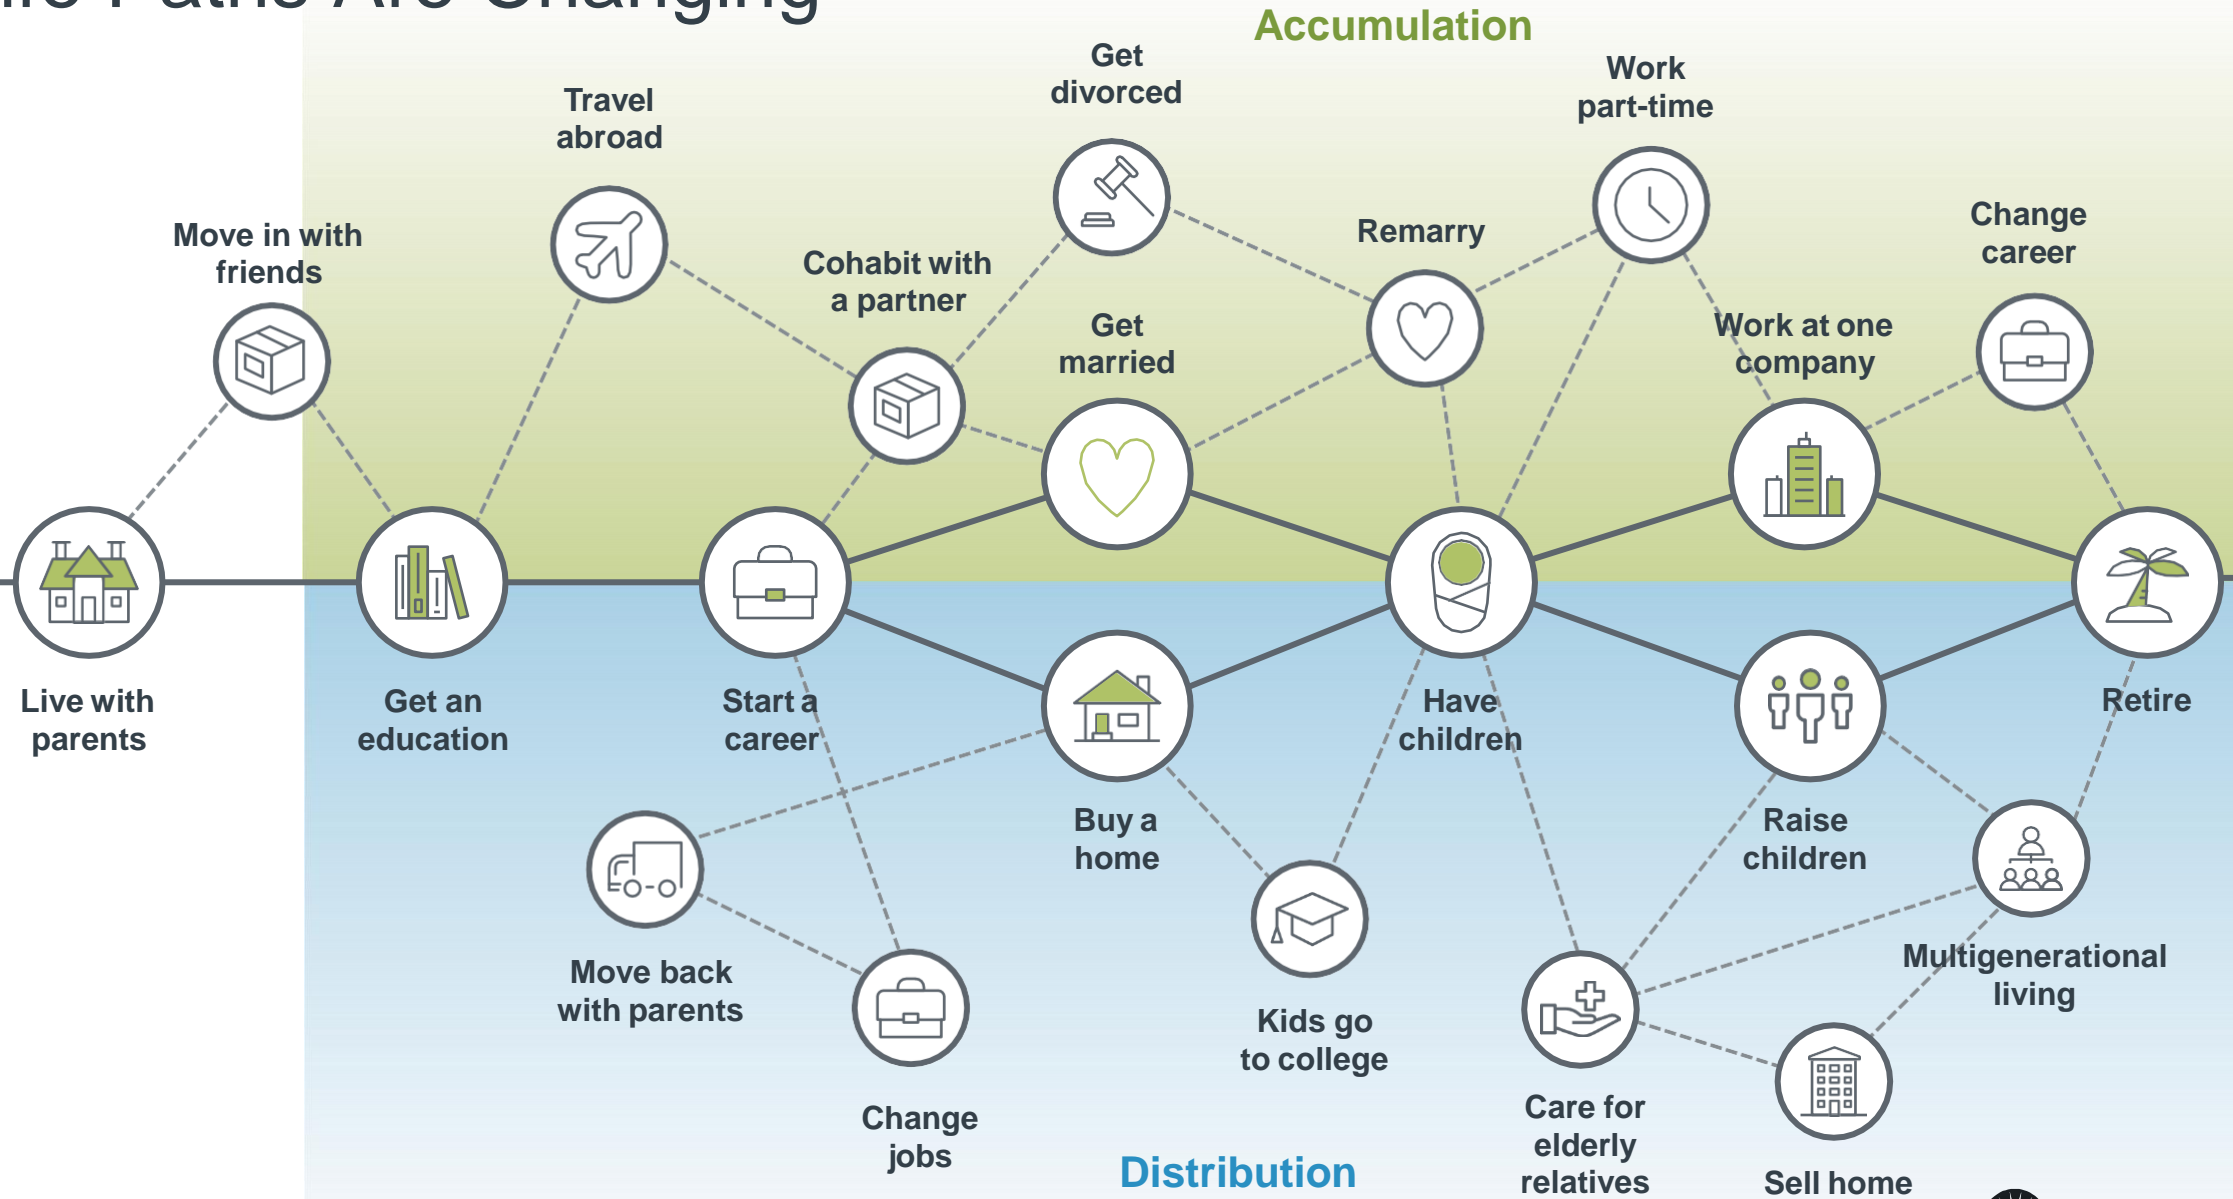 Paths Are Changing
Accumulation
Get
divorced
Work
part-time
Travel
abroad
Move in with
friends
Cohabit with
a partner
Remarry
Change
career
Get
married
Work at one
company
Live with
parents
Get an
education
Start a
career
Have
children
Retire
Buy a
home
Raise
children
Move back
with parents
Multigenerational
living
Kids go
to college
Change
jobs
Care for
elderly
relatives
Distribution
Sell home